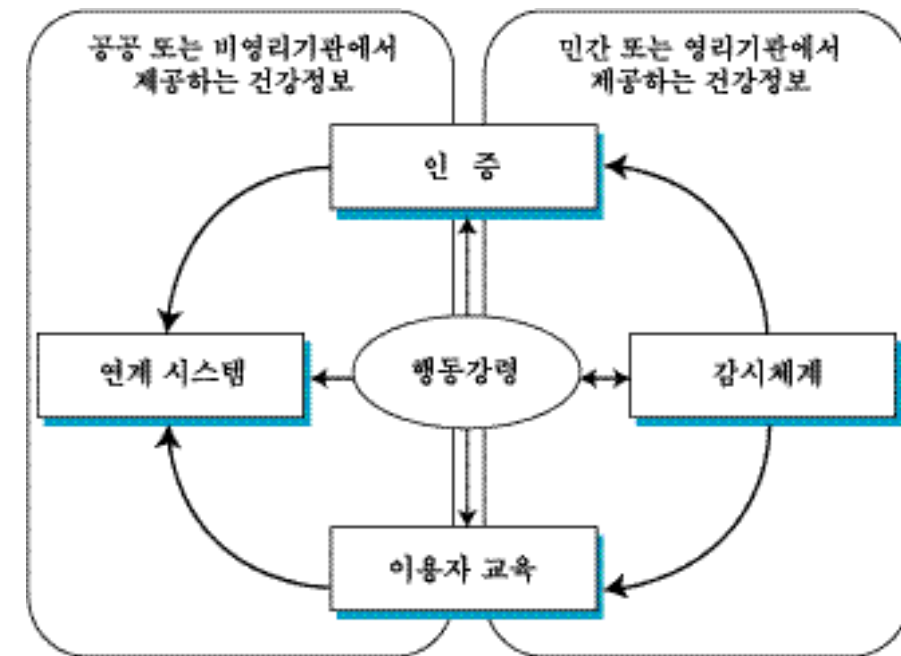 공공 또는 비영리기관에서
제공하는 건강정보
민간 또는 영리기관에서
제공하는 건강정보
인 증
연계 시스템
행동강령
감시체계
이용자 교육